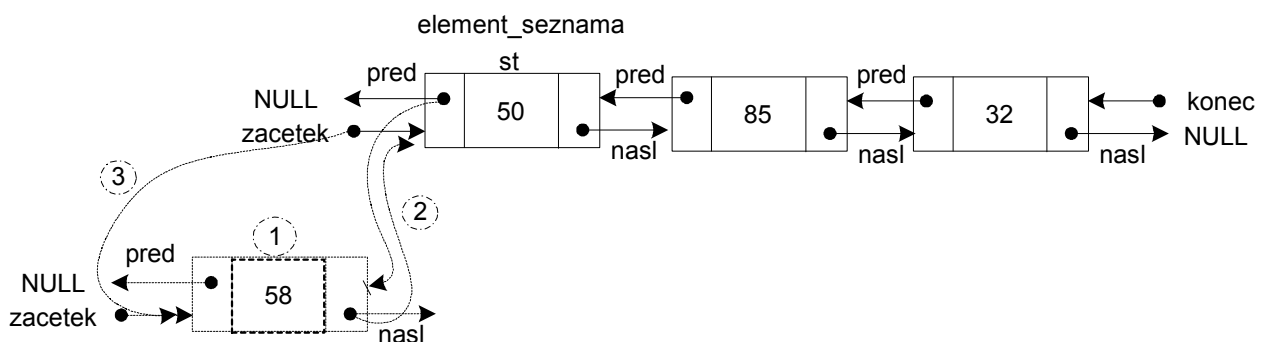 element_seznama
st
pred pred pred
NULL 50 85 32 konec
zacetek nasl nasl nasl NULL
3
2
1
pred
NULL 58
zacetek nasl